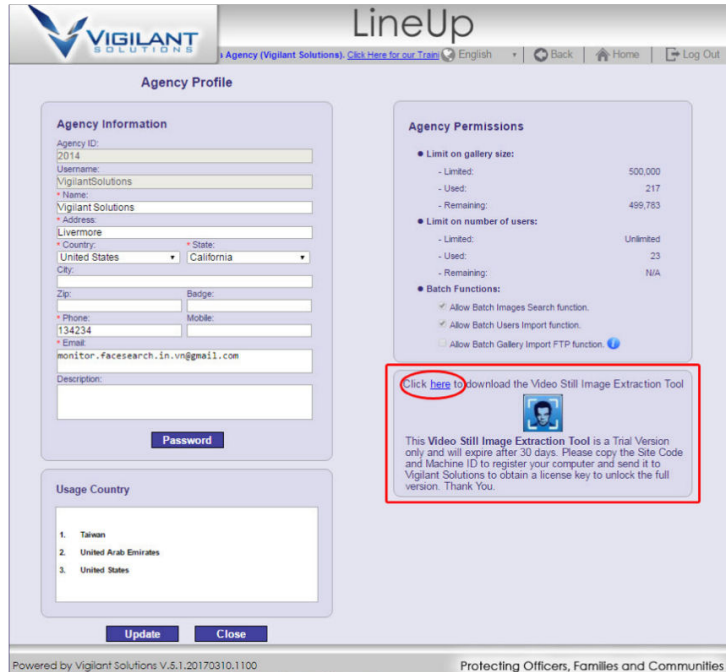 VIGILANT
SOLUTIONS
LineUp
Agency (Vigilant Solutions). Click Here for our Traini
English
Back
Home
Log Out
Agency Profile
Agency Information
Agency ID:
2014
Username:
VigilantSolutions
* Name:
Vigilant Solutions
* Address:
Livermore
* Country: * State:
United States California
City:
Zip: Badge:
* Phone: Mobile:
134234
* Email:
monitor.facesearch.in.vn@gmail.com
Description:
Password
Usage Country
1. Taiwan
2. United Arab Emirates
3. United States
Update Close
Agency Permissions
● Limit on gallery size:
- Limited: 500,000
- Used: 217
- Remaining: 499,783
● Limit on number of users:
- Limited: Unlimited
- Used: 23
- Remaining: N/A
● Batch Functions:
Allow Batch Images Search function.
Allow Batch Users Import function.
Allow Batch Gallery Import FTP function. i
Click here to download the Video Still Image Extraction Tool
This Video Still Image Extraction Tool is a Trial Version
only and will expire after 30 days. Please copy the Site Code
and Machine ID to register your computer and send it to
Vigilant Solutions to obtain a license key to unlock the full
version. Thank You.
Powered by Vigilant Solutions V.5.1.20170310.1100
Protecting Officers, Families and Communities